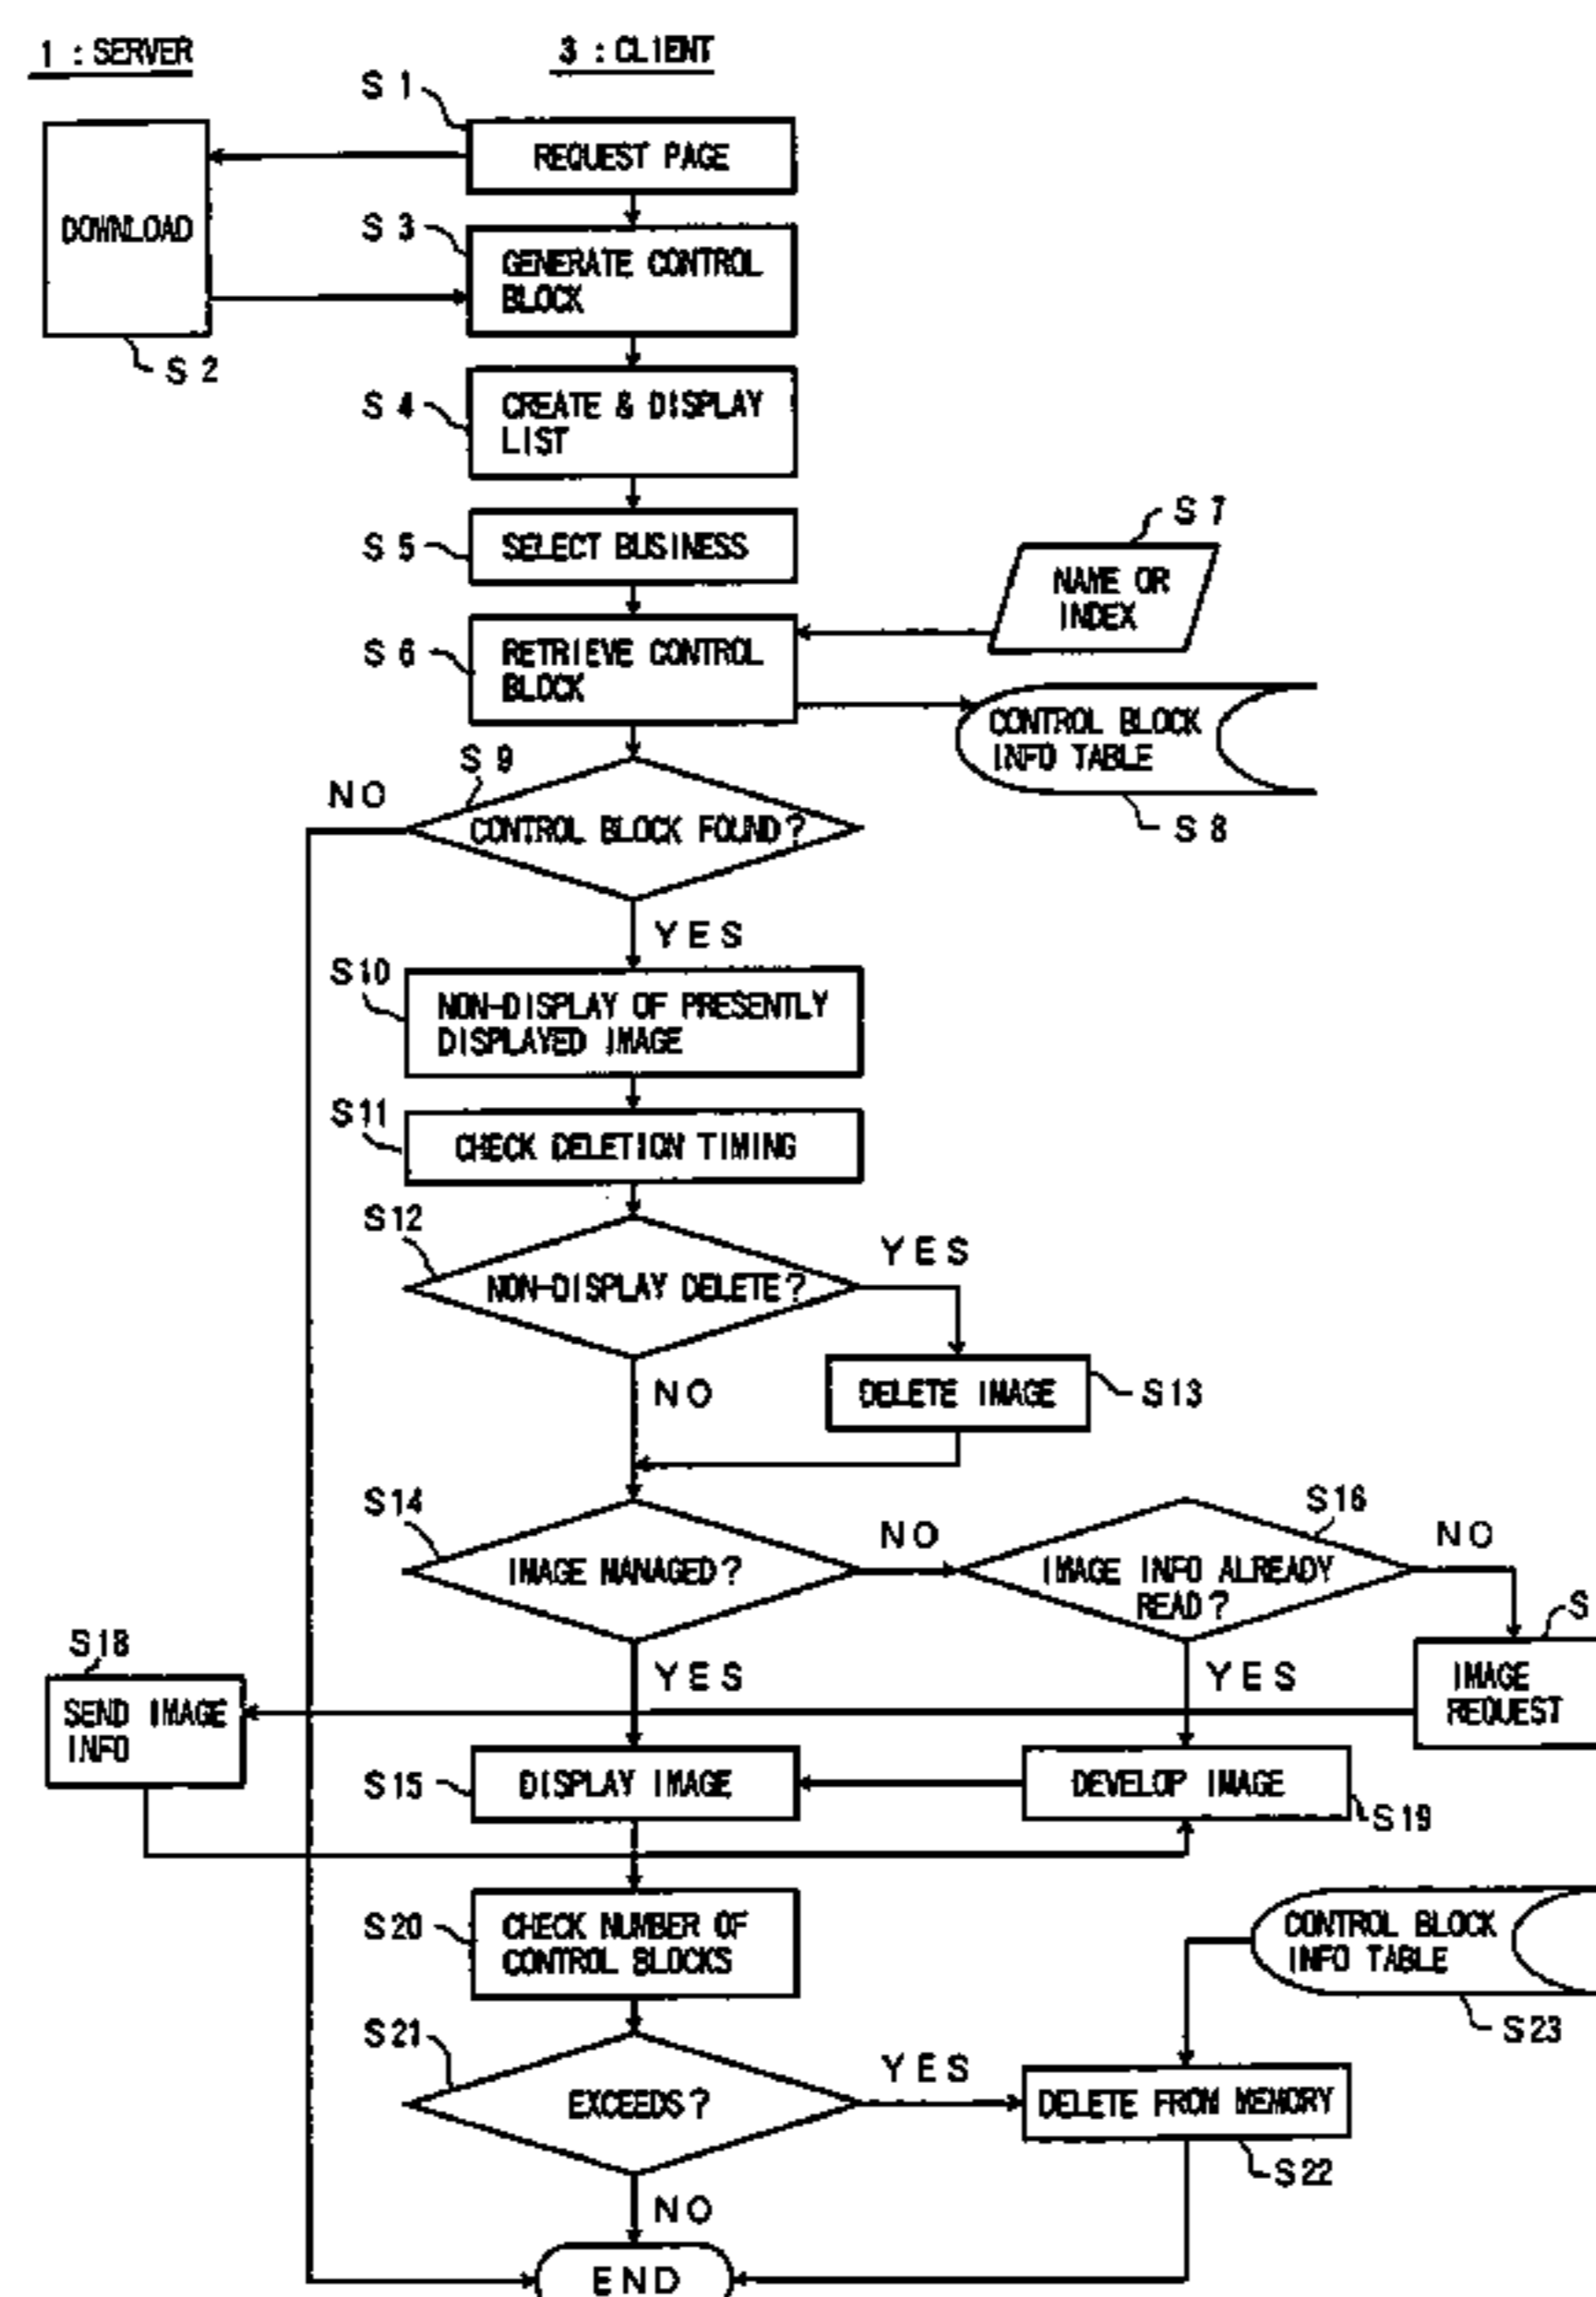 1 : SERVER
3 : CLIENT
S 1
REQUEST PAGE
DOWNLOAD
S 2
S 3
GENERATE CONTROL
BLOCK
S 4
CREATE & DISPLAY
LIST
S 5
SELECT BUSINESS
S 7
NAME OR
INDEX
S 6
RETRIEVE CONTROL
BLOCK
CONTROL BLOCK
INFO TABLE
S 8
S 9
NO
CONTROL BLOCK FOUND?
YES
S10
NON-DISPLAY OF PRESENTLY
DISPLAYED IMAGE
S11
CHECK DELETION TIMING
S12
NON-DISPLAY DELETE?
YES
NO
DELETE IMAGE
S13
S14
IMAGE MANAGED?
NO
S16
IMAGE INFO ALREADY
READ?
NO
YES
YES
S
IMAGE
REQUEST
S18
SEND IMAGE
INFO
S15
DISPLAY IMAGE
DEVELOP IMAGE
S19
S20
CHECK NUMBER OF
CONTROL BLOCKS
CONTROL BLOCK
INFO TABLE
S23
S21
EXCEEDS?
YES
DELETE FROM MEMORY
S22
NO
END